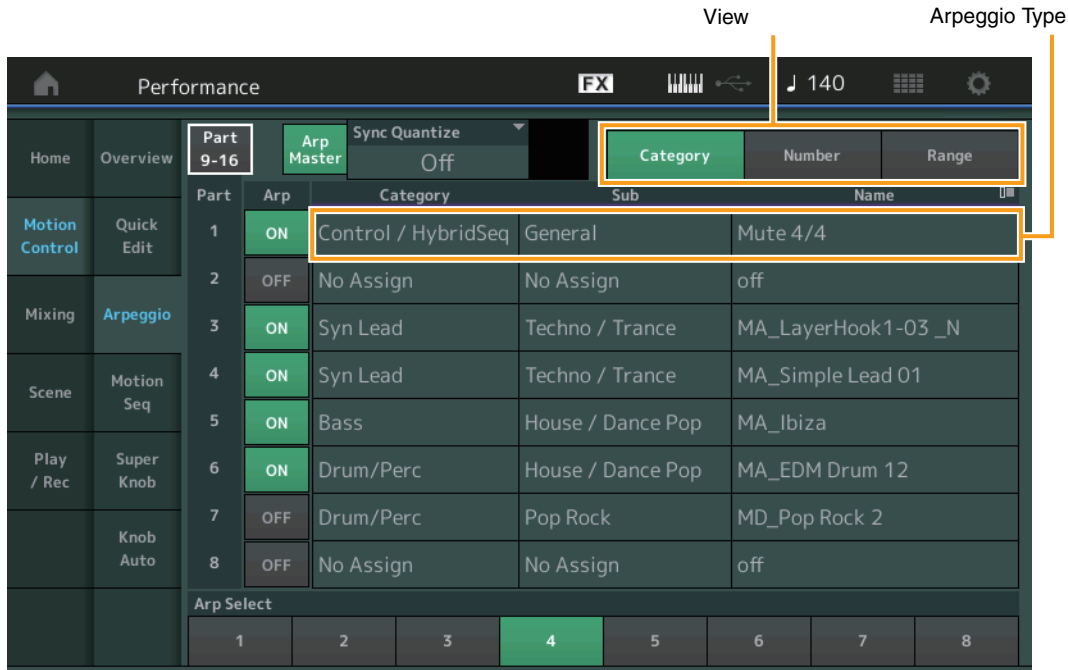 View Arpeggio Type
Performance FX 140
Home Overview Part 9-16 Arp Master Sync Quantize Off Category Number Range
Part Arp Category Sub Name
Motion Control Quick Edit 1 ON Control / HybridSeq General Mute 4/4
2 OFF No Assign No Assign off
Mixing Arpeggio 3 ON Syn Lead Techno / Trance MA_LayerHook1-03 _N
Scene Motion Seq 4 ON Syn Lead Techno / Trance MA_Simple Lead 01
5 ON Bass House / Dance Pop MA_Ibiza
Play / Rec Super Knob 6 ON Drum/Perc House / Dance Pop MA_EDM Drum 12
Knob Auto 7 OFF Drum/Perc Pop Rock MD_Pop Rock 2
8 OFF No Assign No Assign off
Arp Select
1 2 3 4 5 6 7 8